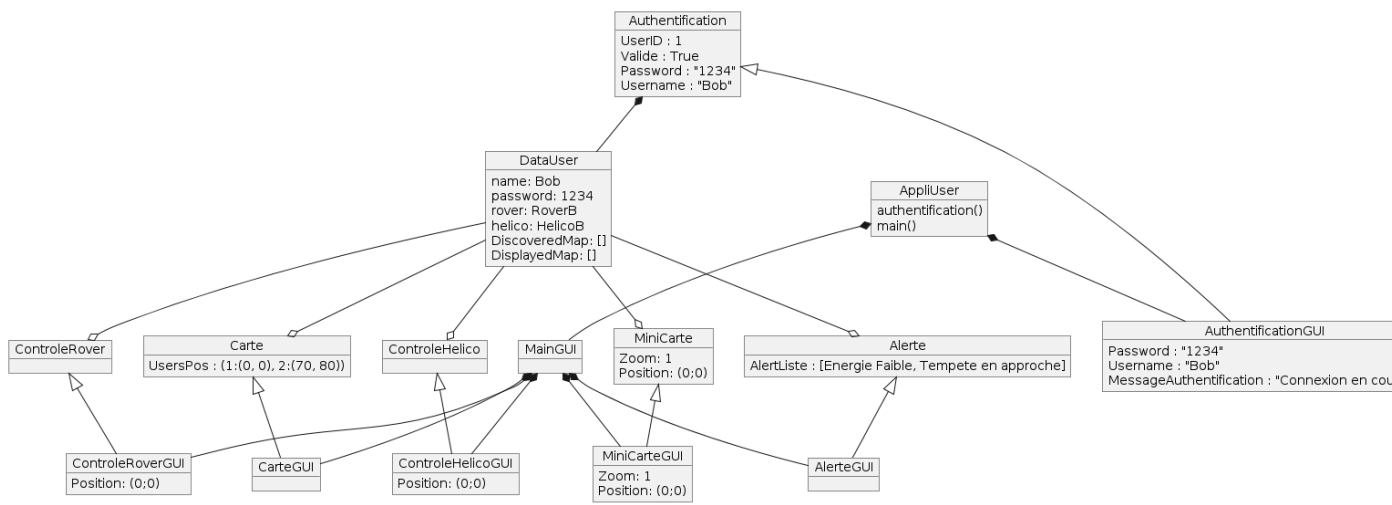 Authentification
UserID : 1
Valide : True
Password : "1234"
Username : "Bob"
DataUser
name: Bob
password: 1234
rover: RoverB
helico: HelicoB
DiscoveredMap: []
DisplayedMap: []
AppliUser
authentification()
main()
ControleRover
Carte
UsersPos : (1:(0, 0), 2:(70, 80))
ControleHelico
MainGUI
MiniCarte
Zoom: 1
Position: (0;0)
Alerte
AlertListe : [Energie Faible, Tempete en approche]
AuthentificationGUI
Password : "1234"
Username : "Bob"
MessageAuthentification : "Connexion en cou
ControleRoverGUI
Position: (0;0)
CarteGUI
ControleHelicoGUI
Position: (0;0)
MiniCarteGUI
Zoom: 1
Position: (0;0)
AlerteGUI